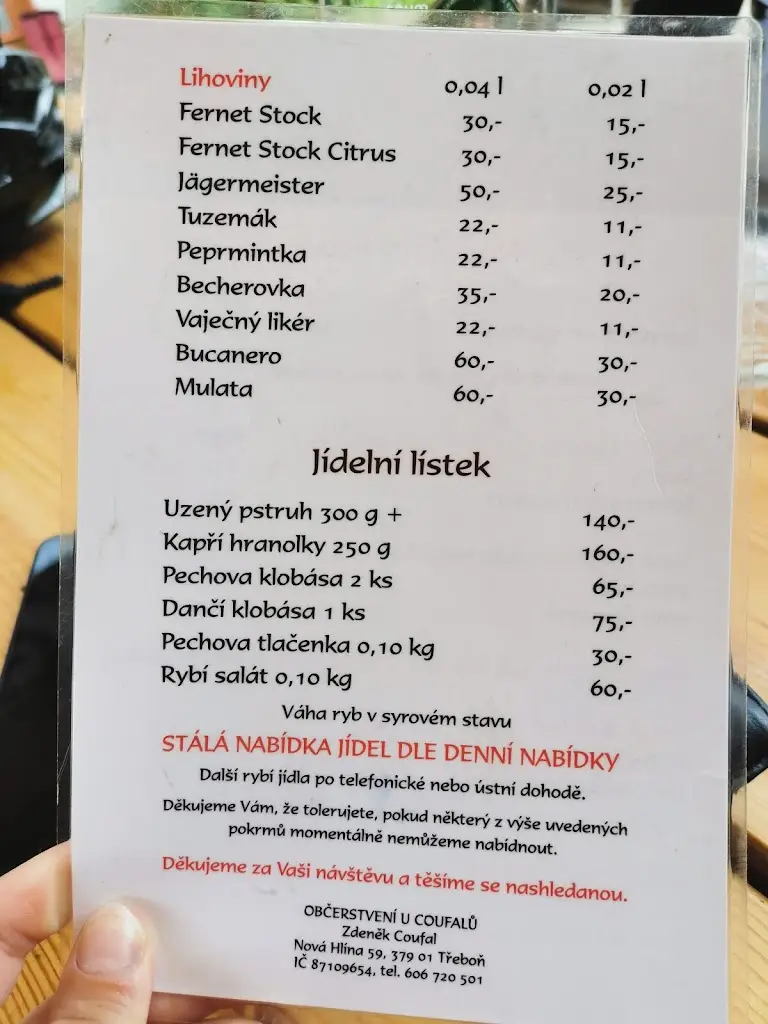 Lihoviny 0,04 l 0,02 l
Fernet Stock 30,- 15,-
Fernet Stock Citrus 30,- 15,-
Jägermeister 50,- 25,-
Tuzemák 22,- 11,-
Peprmintka 22,- 11,-
Becherovka 35,- 20,-
Vaječný likér 22,- 11,-
Bucanero 60,- 30,-
Mulata 60,- 30,-
Jídelní lístek
Uzený pstruh 300 g + 140,-
Kapří hranolky 250 g 160,-
Pechova klobása 2 ks 65,-
Dančí klobása 1 ks 75,-
Pechova tlačenka 0,10 kg 30,-
Rybí salát 0,10 kg 60,-
Váha ryb v syrovém stavu
STÁLÁ NABÍDKA JÍDEL DLE DENNÍ NABÍDKY
Další rybí jídla po telefonické nebo ústní dohodě.
Děkujeme Vám, že tolerujete, pokud některý z výše uvedených
pokrmů momentálně nemůžeme nabídnout.
Děkujeme za Vaši návštěvu a těšíme se nashledanou.
OBČERSTVENÍ U COUFALŮ
Zdeněk Coufal
Nová Hlína 59, 379 01 Třeboň
IČ 87109654, tel. 606 720 501